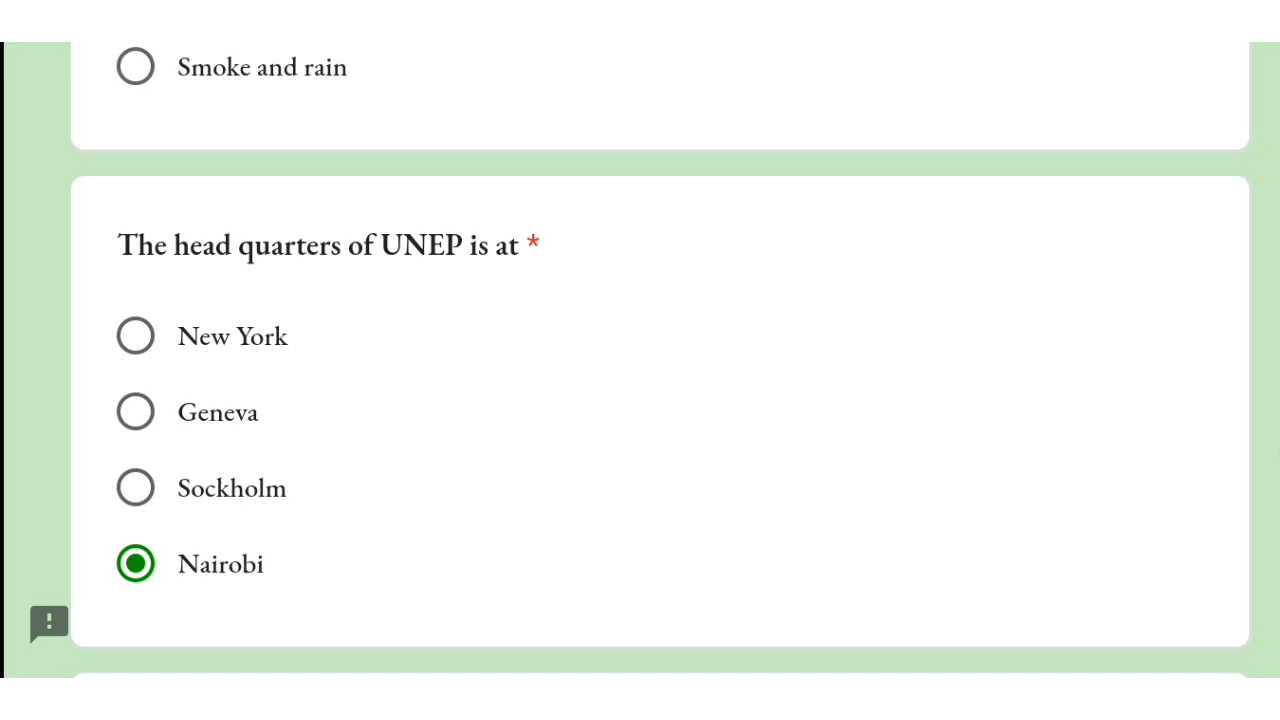 Smoke and rain
The head quarters of UNEP is at *
New York
Geneva
Sockholm
Nairobi